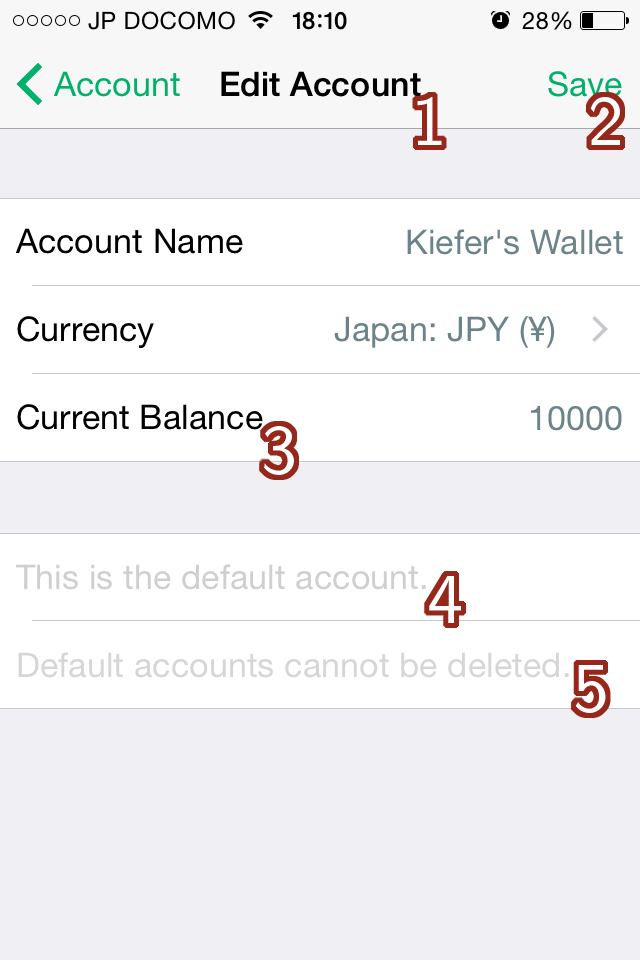 JP DOCOMO 18:10 28%
Account Edit Account Save
1 2
Account Name Kiefer's Wallet
Currency Japan: JPY (¥)
Current Balance 10000
3
This is the default account.
4
Default accounts cannot be deleted.
5